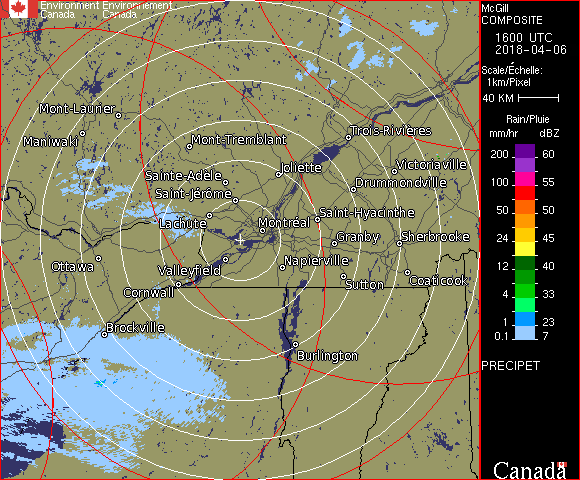 Environment Environnement
Canada Canada
McGill
COMPOSITE
1600 UTC
2018-04-06
Scale/Échelle:
1km/Pixel
40 KM
Rain/Pluie
mm/hr dBZ
200 60
55
100 55
50 50
24 45
12 40
4 33
1 23
0.1 7
PRECIPET
Canada
Mont-Laurier
Maniwaki
Mont-Tremblant
Trois-Rivières
Joliette
Victoriaville
Sainte-Adèle
Drummondville
Saint-Jérôme
Lachute
Montréal
Saint-Hyacinthe
Granby
Sherbrooke
Ottawa
Valleyfield
Napierville
Cornwall
Sutton
Coaticook
Brockville
Burlington